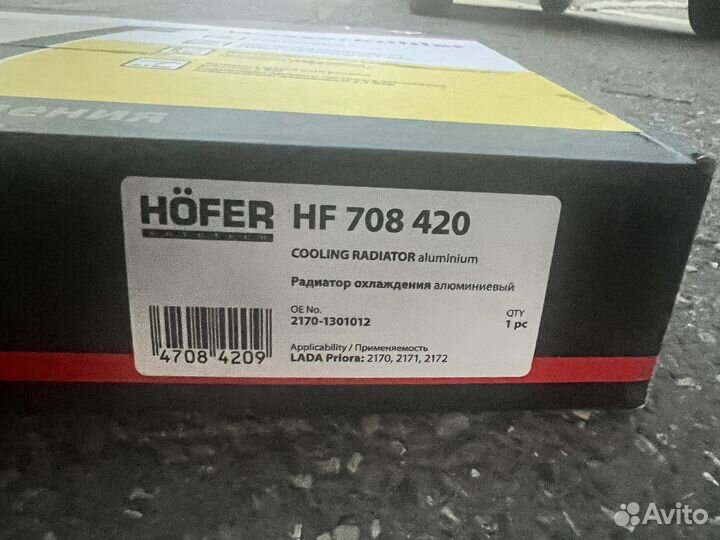 HÖFER
HF 708 420
COOLING RADIATOR aluminium
Радиатор охлаждения алюминиевый
OE No.
2170-1301012
QTY
1 pc
4708 4209
Applicability / Применяемость
LADA Priora: 2170, 2171, 2172
Avito